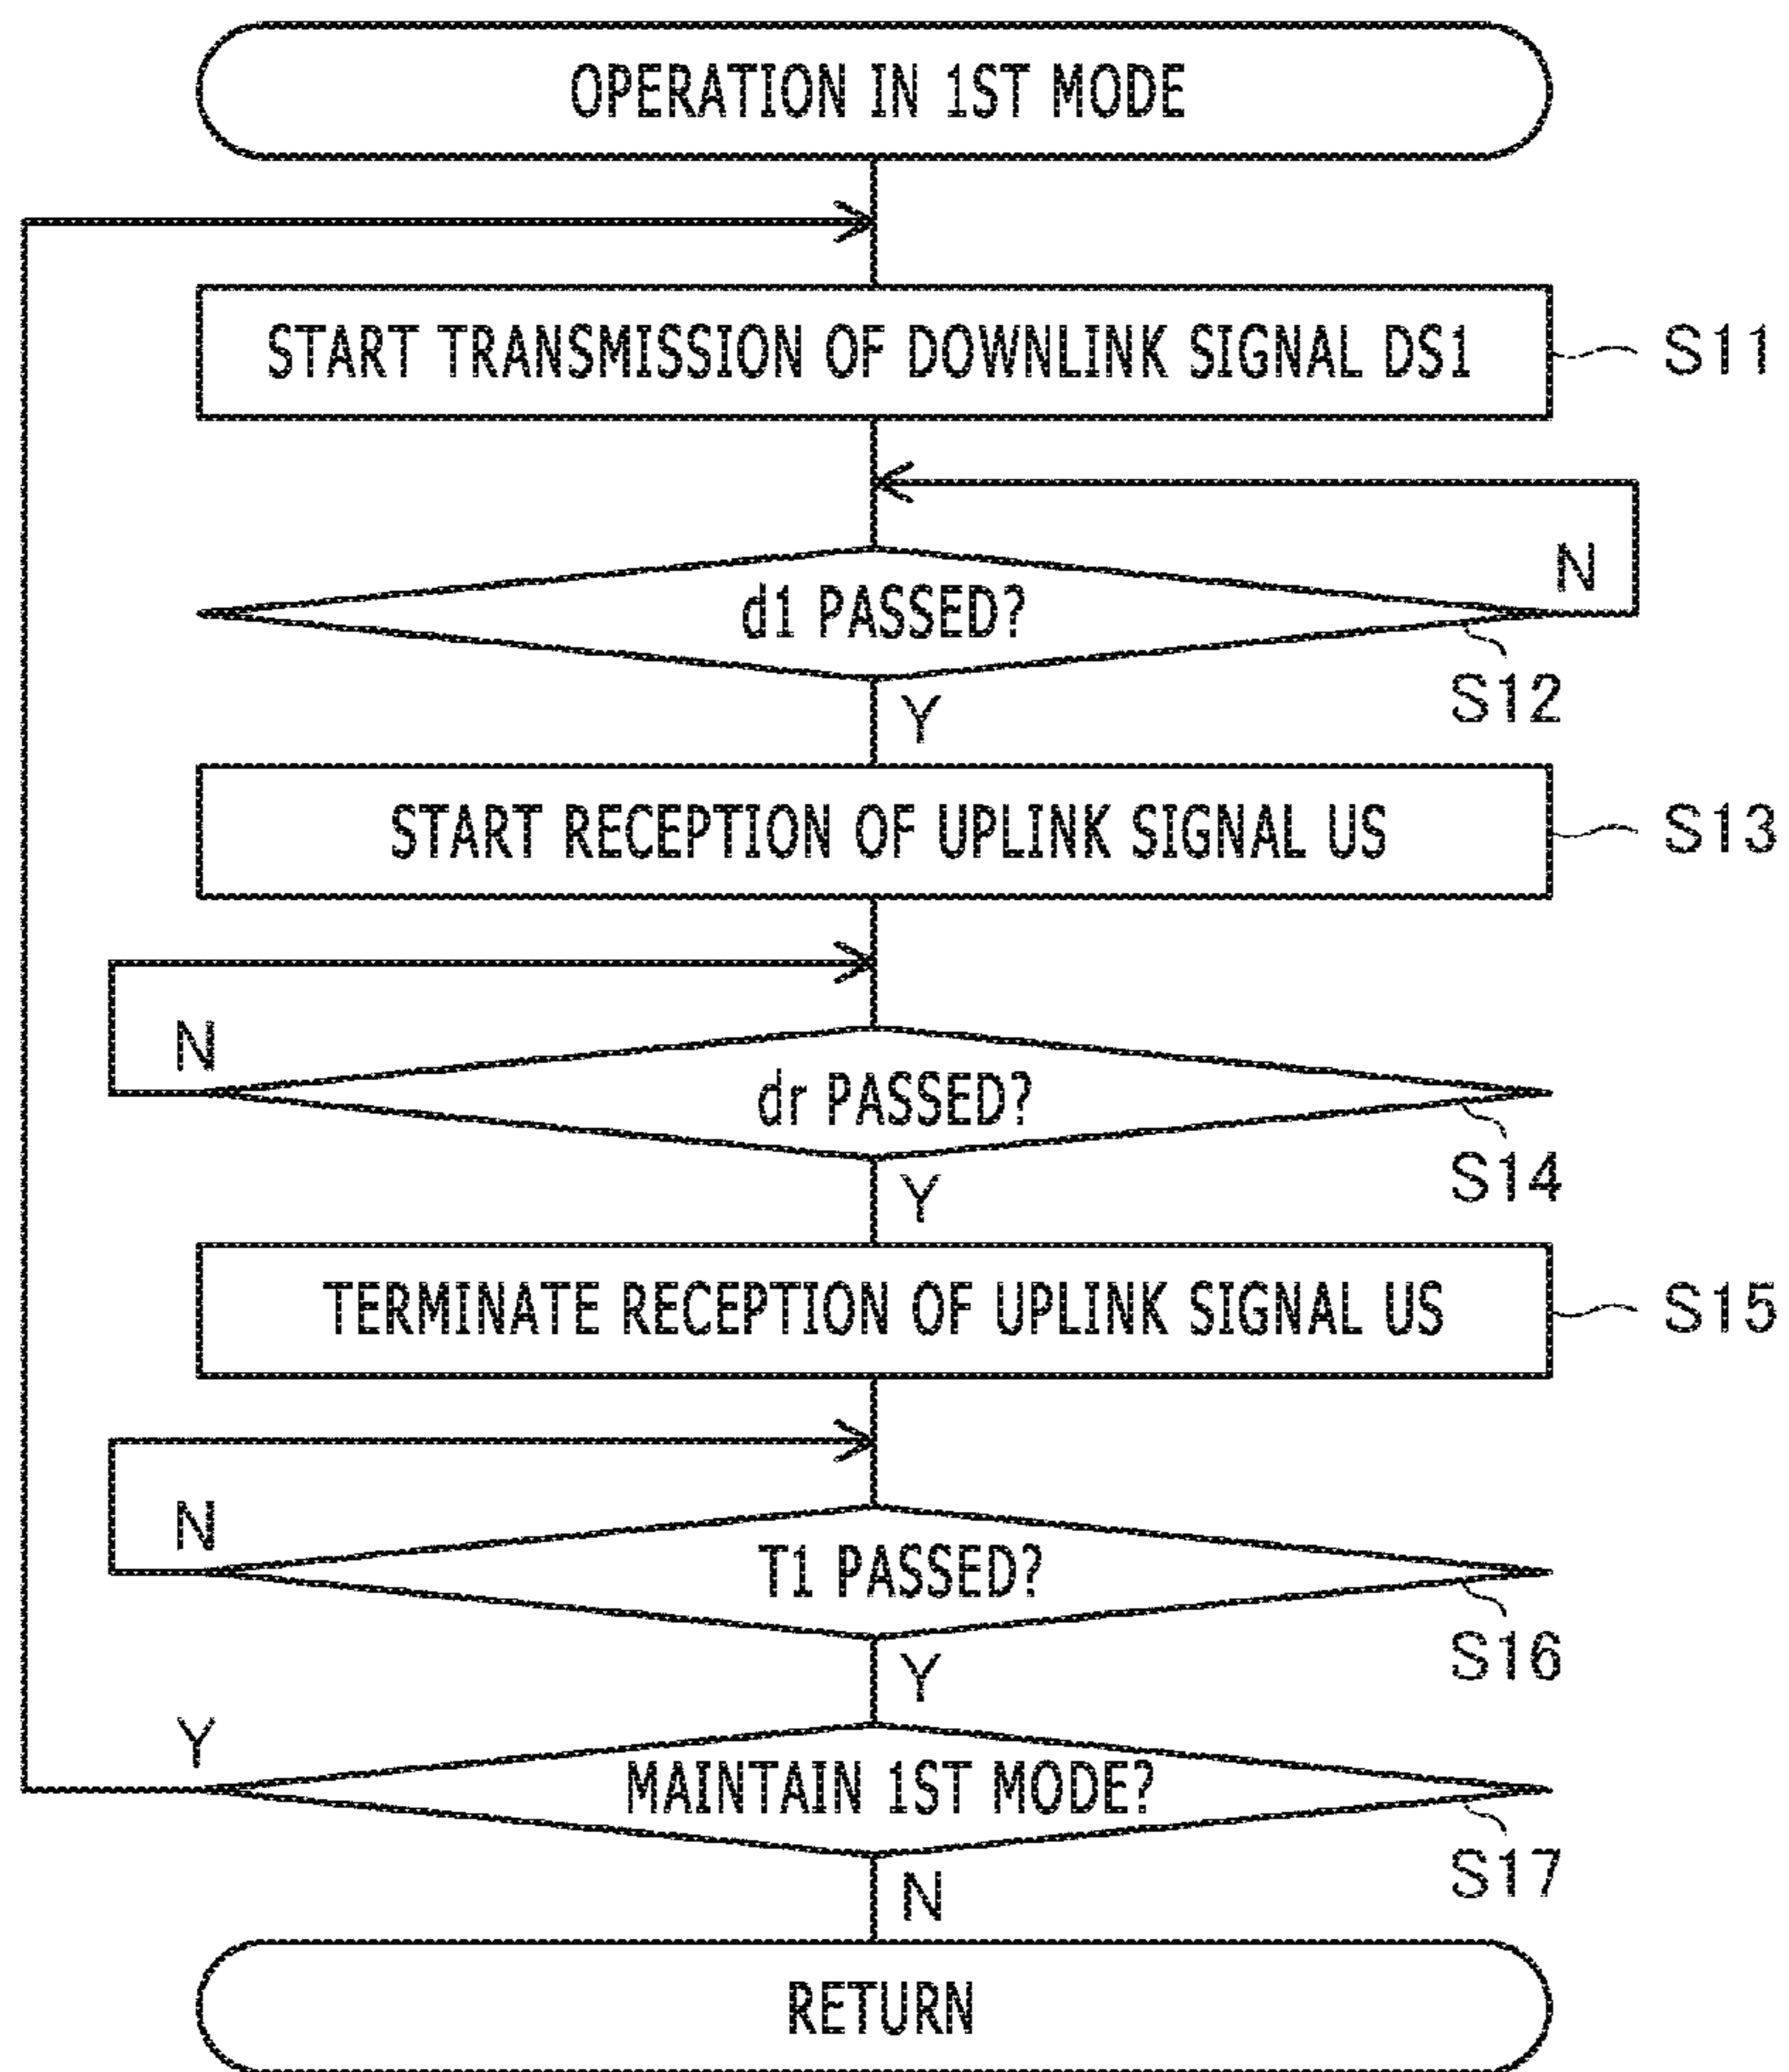 OPERATION IN 1ST MODE
START TRANSMISSION OF DOWNLINK SIGNAL DS1
S11
d1 PASSED?
N
S12
Y
START RECEPTION OF UPLINK SIGNAL US
S13
N
dr PASSED?
S14
Y
TERMINATE RECEPTION OF UPLINK SIGNAL US
S15
N
T1 PASSED?
S16
Y
Y
MAINTAIN 1ST MODE?
S17
N
RETURN